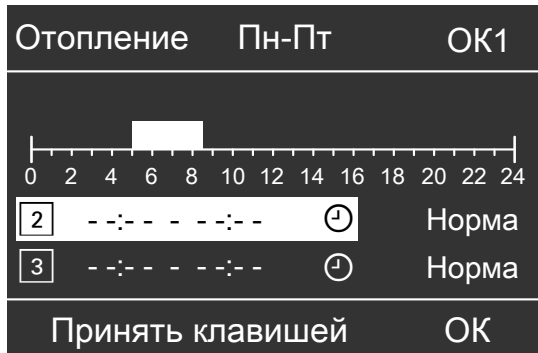 Отопление Пн-Пт ОК1
0 2 4 6 8 10 12 14 16 18 20 22 24
2 --:-- - --:-- Норма
3 --:-- - --:-- Норма
Принять клавишей ОК